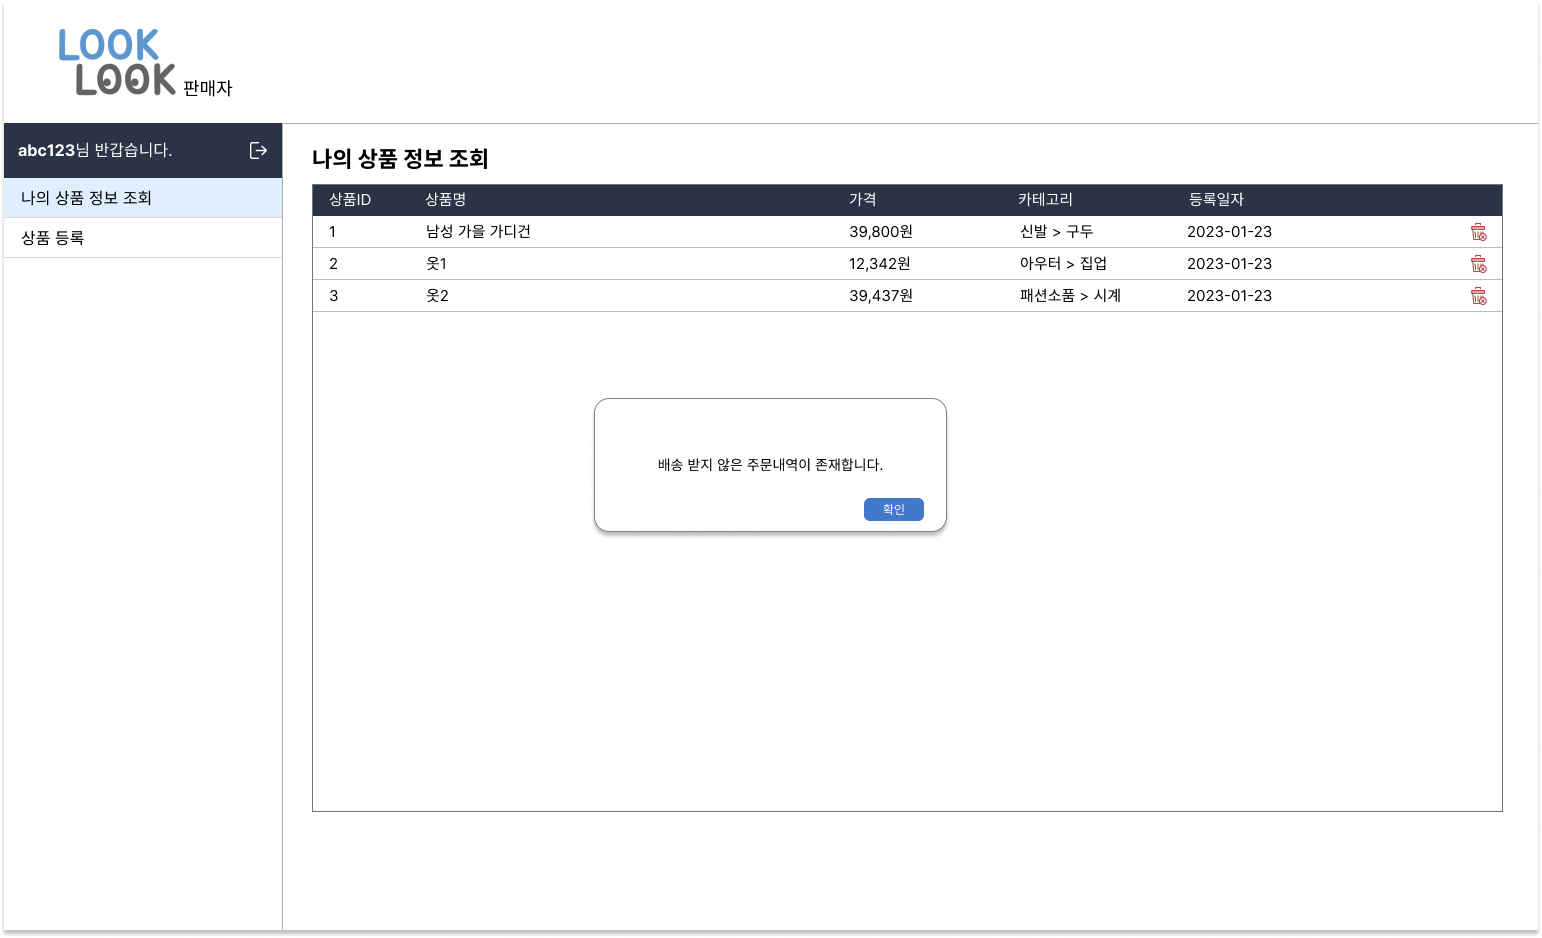 LOOK
LOOK 판매자
abc123님 반갑습니다.
나의 상품 정보 조회
상품 등록
나의 상품 정보 조회
상품ID 상품명 가격 카테고리 등록일자
1 남성 가을 가디건 39,800원 신발 > 구두 2023-01-23
2 옷1 12,342원 아우터 > 집업 2023-01-23
3 옷2 39,437원 패션소품 > 시계 2023-01-23
배송 받지 않은 주문내역이 존재합니다.
확인